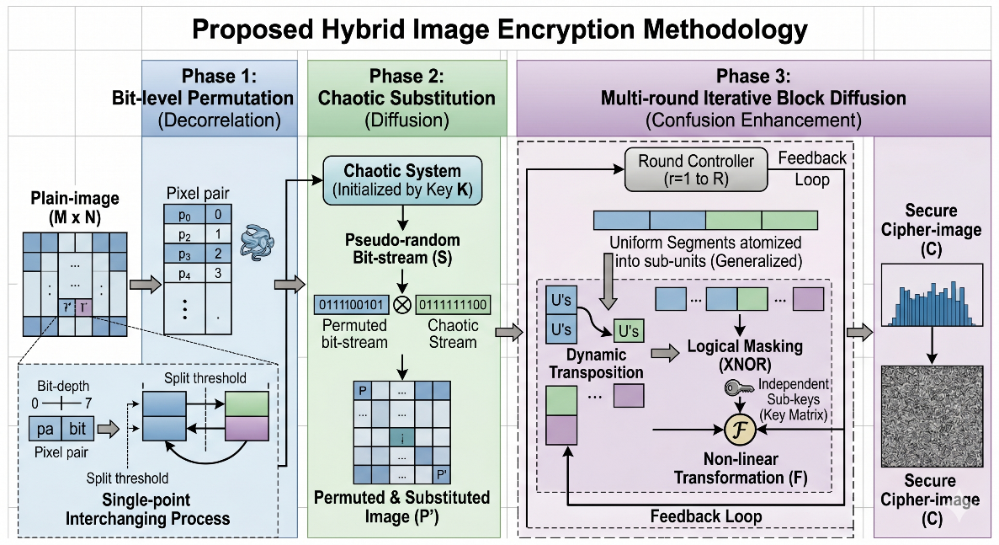 Proposed Hybrid Image Encryption Methodology
Phase 1:
Bit-level Permutation
(Decorrelation)
Phase 2:
Chaotic Substitution
(Diffusion)
Phase 3:
Multi-round Iterative Block Diffusion
(Confusion Enhancement)
Plain-image
(M x N)
...
:
:
...
Pixel pair
p₀ 0
p₂ 1
p₃ 2
p₄ 3
⋮ ⋮ .
Bit-depth
0 7
pa bit
Pixel pair
Split threshold
Split threshold
Single-point
Interchanging Process
Chaotic System
(Initialized by Key K)
Pseudo-random
Bit-stream (S)
0111100101 ⊗ 0111111100
Permuted
bit-stream
Chaotic
Stream
P ...
... ...
...
P'
Permuted & Substituted
Image (P')
Round Controller
(r=1 to R)
Feedback
Loop
Uniform Segments atomized
into sub-units (Generalized)
U's
U's
U's
Dynamic
Transposition
...
... ...
Logical Masking
(XNOR)
Independent
Sub-keys
(Key Matrix)
F
Non-linear
Transformation (F)
Feedback Loop
Secure
Cipher-image
(C)
Secure
Cipher-image
(C)